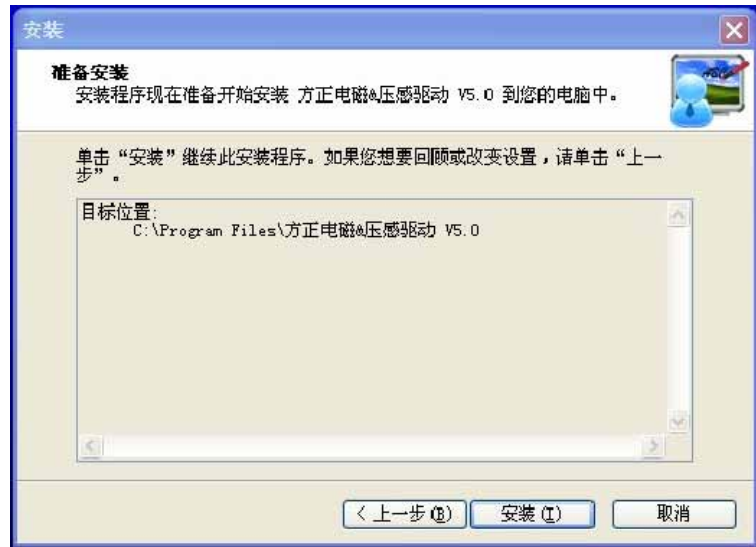 安装
准备安装
安装程序现在准备开始安装 方正电磁&压感驱动 V5.0 到您的电脑中。
单击“安装”继续此安装程序。如果您想要回顾或改变设置，请单击“上一
步”。
目标位置:
C:\Program Files\方正电磁&压感驱动 V5.0
< 上一步(B)
安装(I)
取消